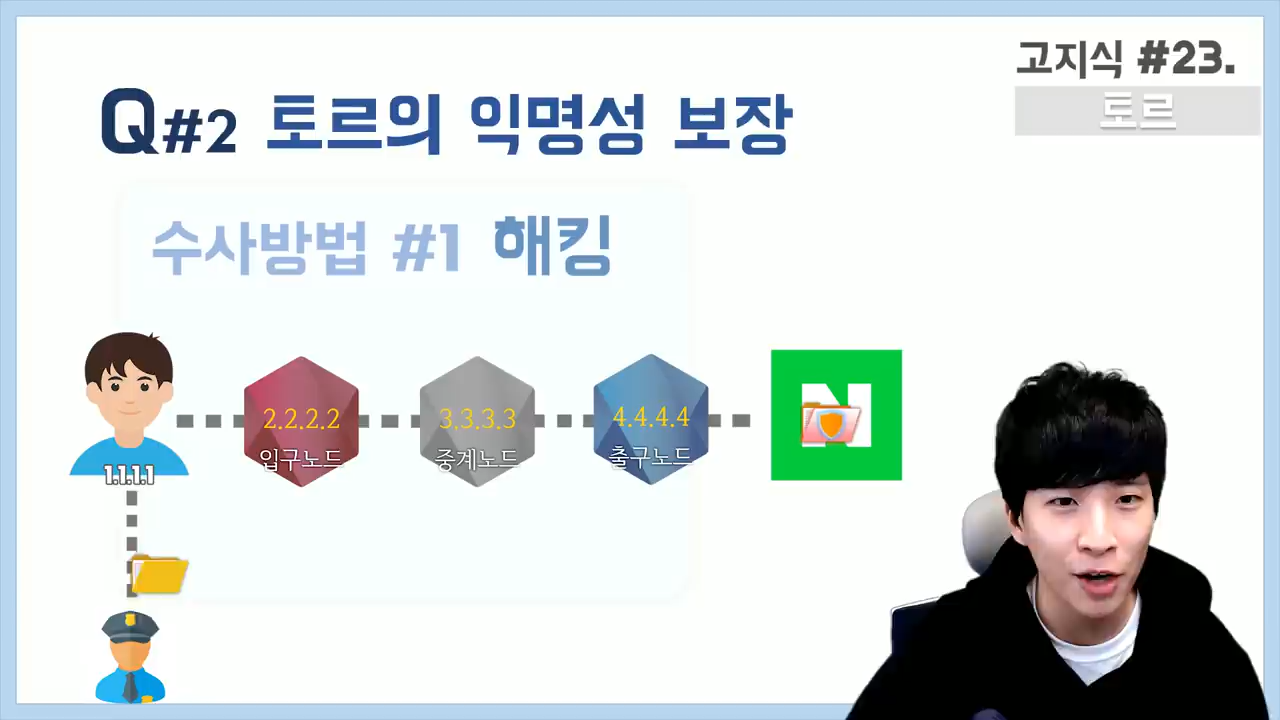 고지식 #23.
토르
Q#2 토르의 익명성 보장
수사방법 #1 해킹
2.2.2.2
입구노드
3.3.3.3
중계노드
4.4.4.4
출구노드
N
1.1.1.1